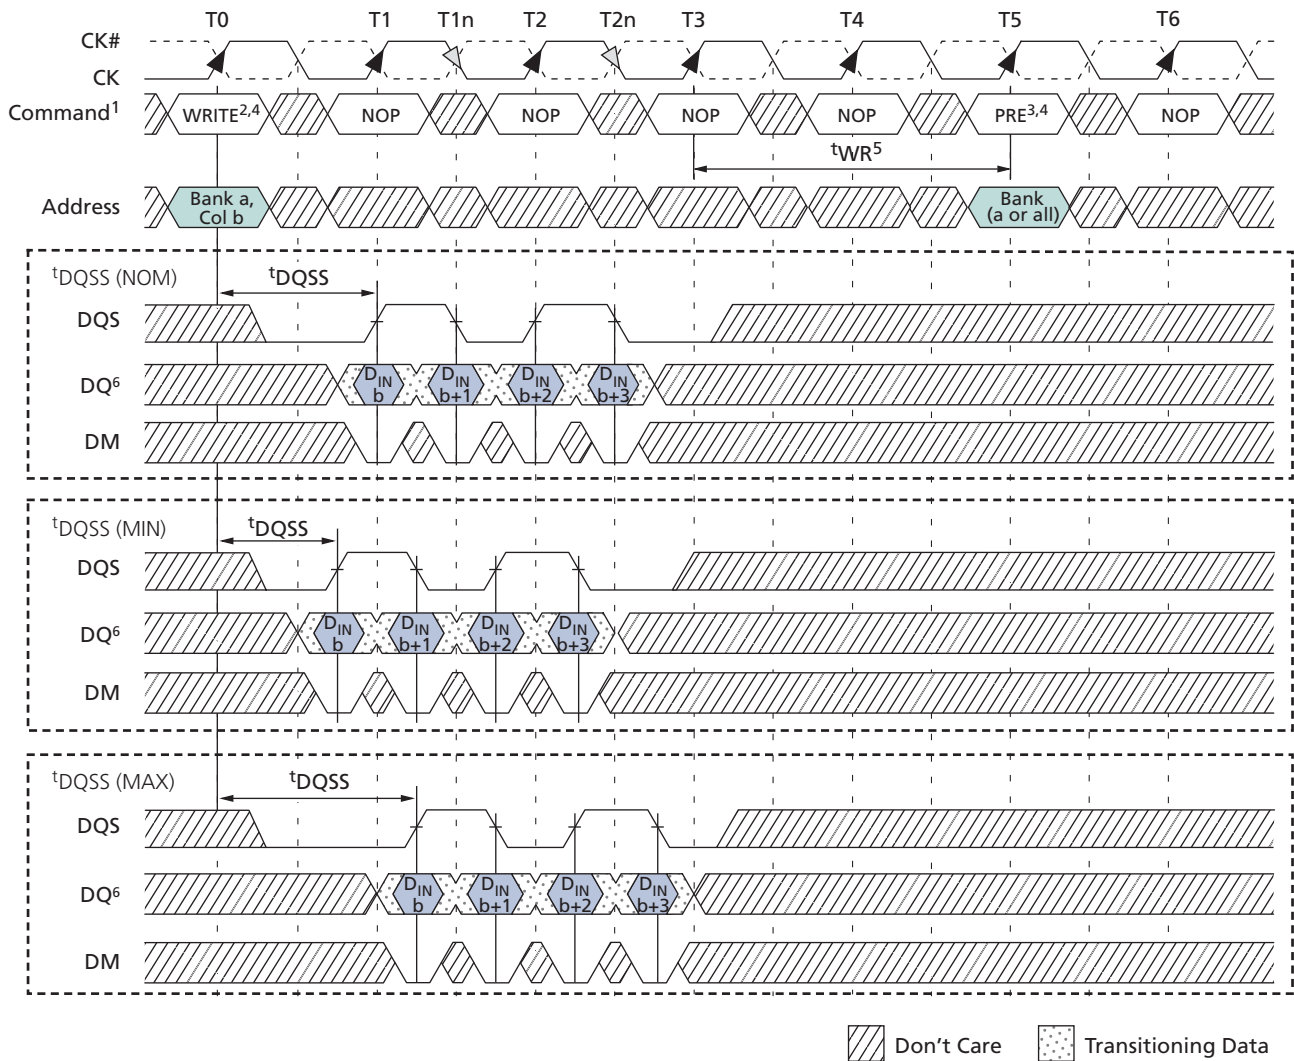 T0 T1 T1n T2 T2n T3 T4 T5 T6
CK#
CK
Command1 WRITE2,4 NOP NOP NOP NOP PRE3,4 NOP
tWR5
Address Bank a, Bank
Col b (a or all)
tDQSS (NOM) tDQSS
DQS
DQ6 DIN DIN DIN DIN
b b+1 b+2 b+3
DM
tDQSS (MIN) tDQSS
DQS
DQ6 DIN DIN DIN DIN
b b+1 b+2 b+3
DM
tDQSS (MAX) tDQSS
DQS
DQ6 DIN DIN DIN DIN
b b+1 b+2 b+3
DM
Don't Care Transitioning Data